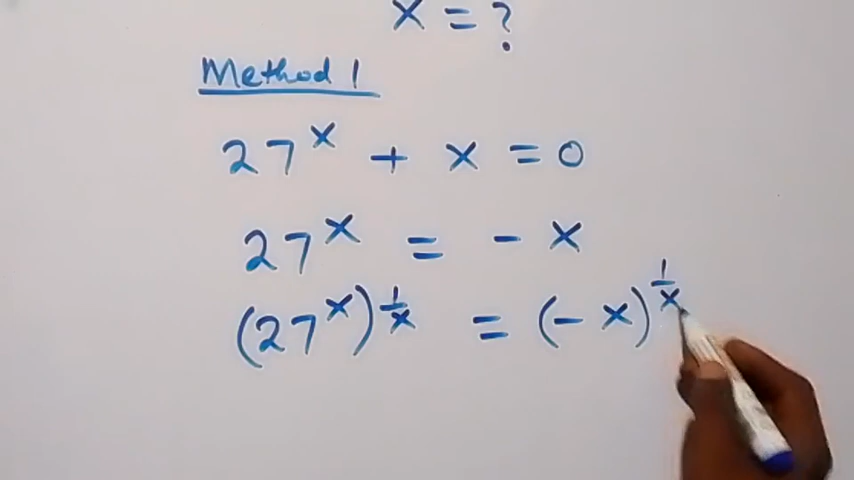 x = ?
Method 1
27^x + x = 0
27^x = - x
(27^x)^{1/x} = (- x)^{1/x}